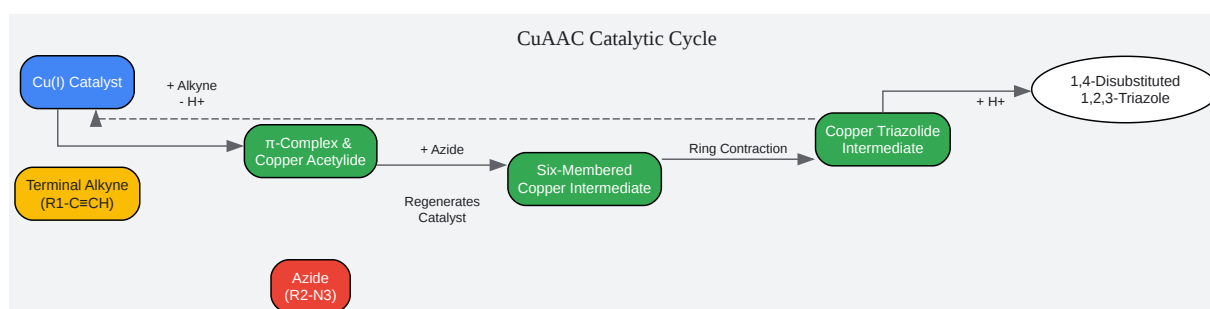 CuAAC Catalytic Cycle
Cu(I) Catalyst
+ Alkyne
- H+
π-Complex &
Copper Acetylide
Terminal Alkyne
(R1-C≡CH)
+ Azide
Regenerates
Catalyst
Azide
(R2-N3)
Six-Membered
Copper Intermediate
Ring Contraction
Copper Triazolide
Intermediate
+ H+
1,4-Disubstituted
1,2,3-Triazole